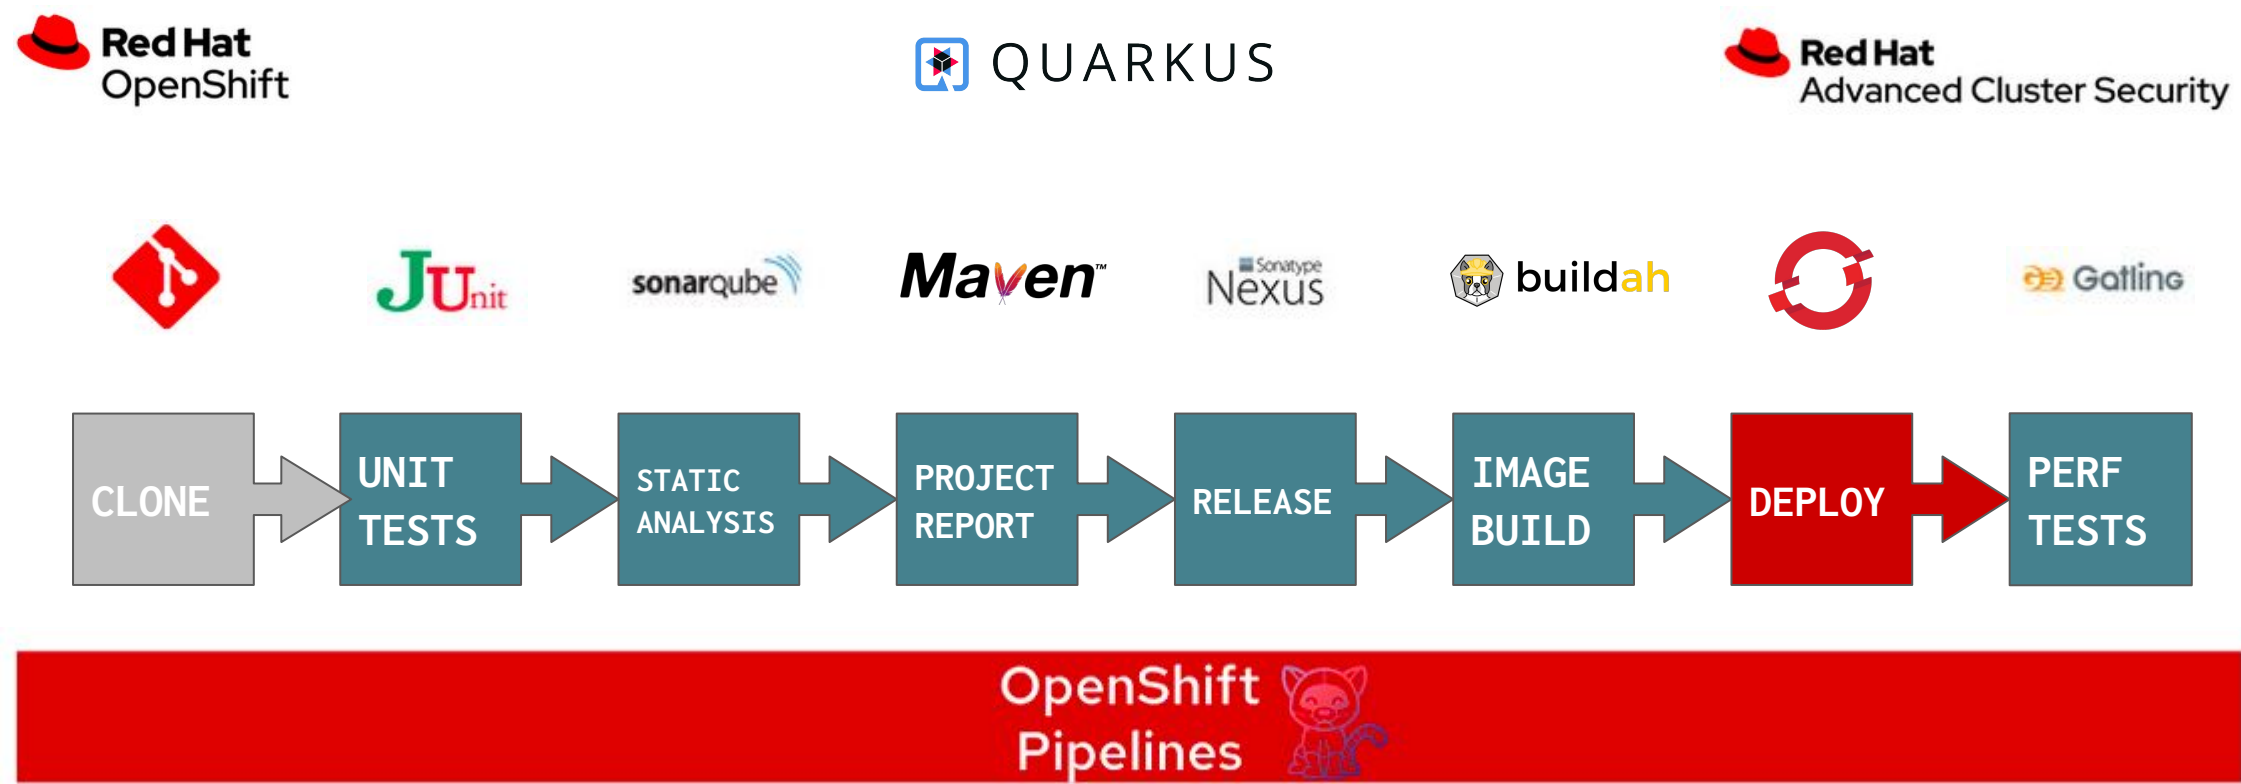 Red Hat
OpenShift
QUARKUS
Red Hat
Advanced Cluster Security
JUnit
sonarqube
Maven™
Sonatype
Nexus
buildah
Gatling
CLONE
UNIT
TESTS
STATIC
ANALYSIS
PROJECT
REPORT
RELEASE
IMAGE
BUILD
DEPLOY
PERF
TESTS
OpenShift
Pipelines